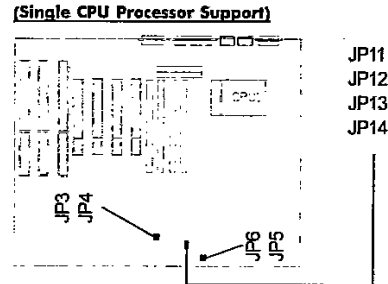 (Single CPU Processor Support)
JP11
JP12
JP13
JP14
CPU1
JP3
JP4
JP6
JP5